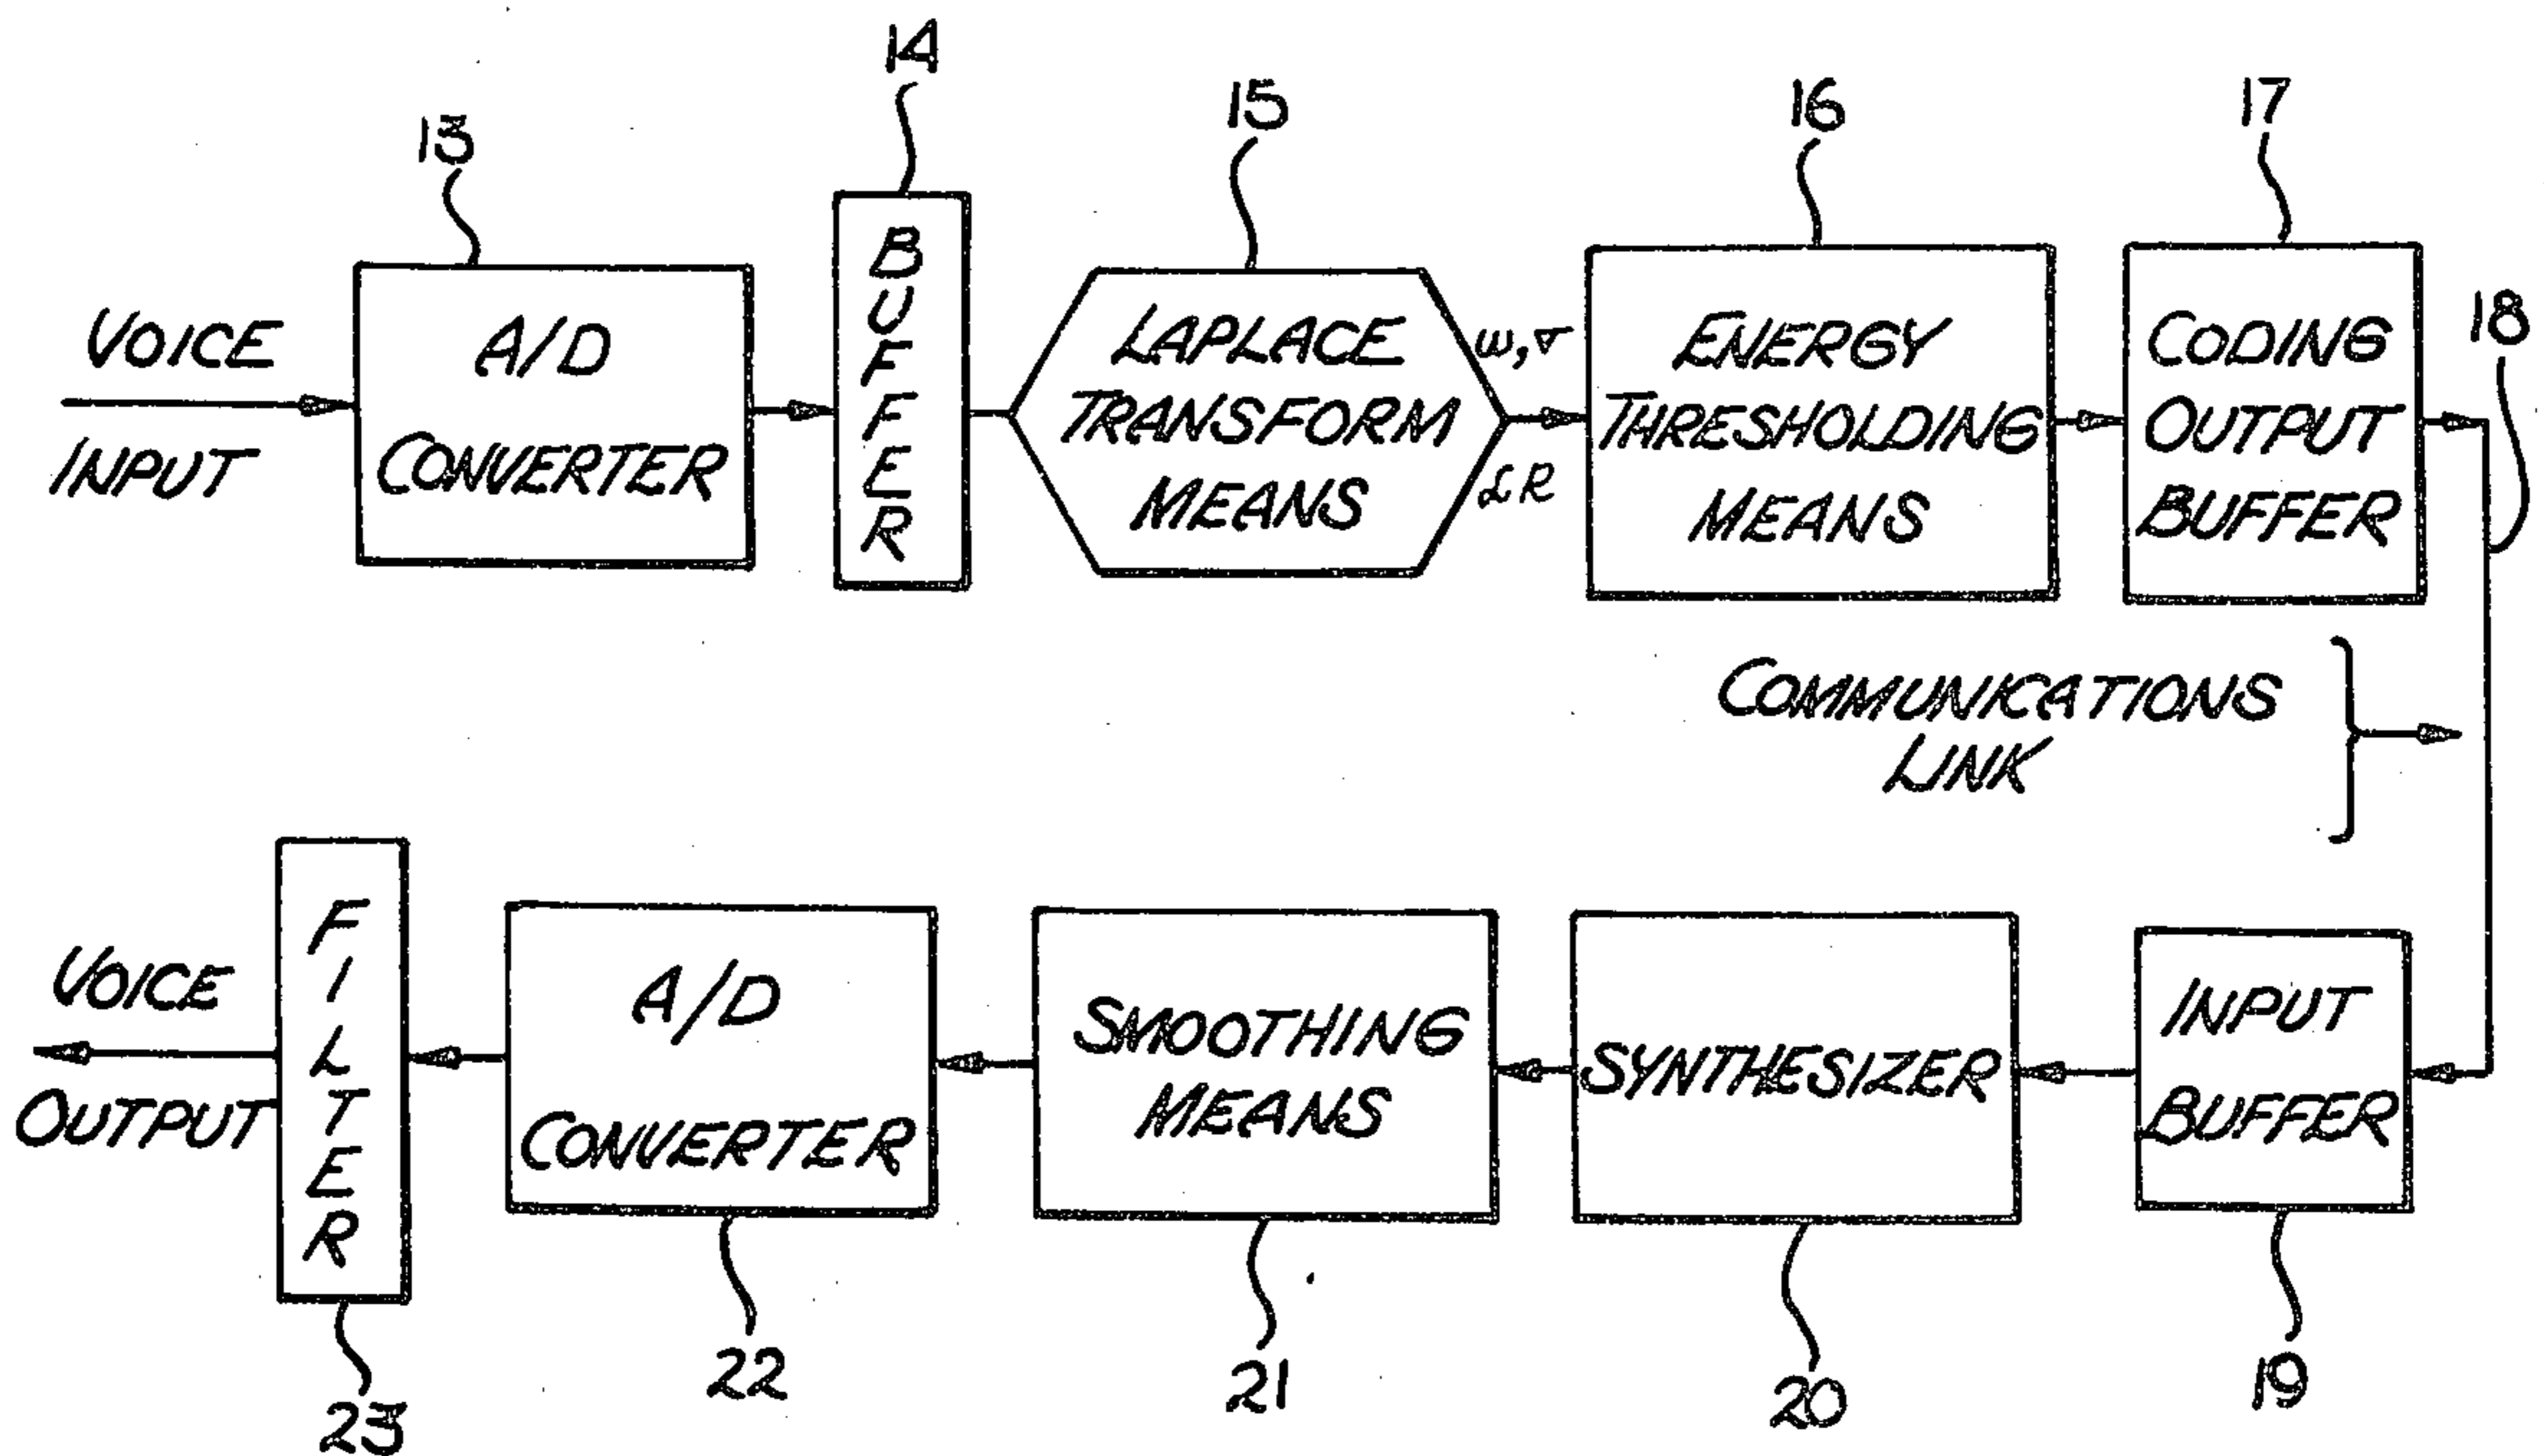 13
14
15
16
17
18
VOICE
INPUT
A/D
CONVERTER
BUFFER
LAPLACE
TRANSFORM
MEANS
ω, σ
£R
ENERGY
THRESHOLDING
MEANS
CODING
OUTPUT
BUFFER
COMMUNICATIONS
LINK
VOICE
OUTPUT
FILTER
A/D
CONVERTER
SMOOTHING
MEANS
SYNTHESIZER
INPUT
BUFFER
23
22
21
20
19